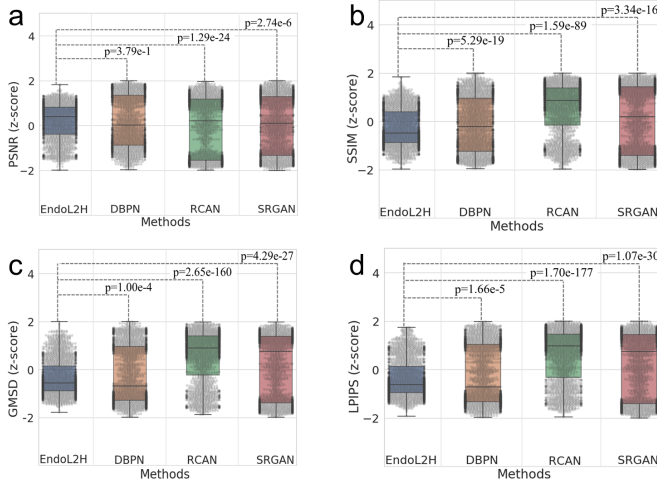 a
p=2.74e-6
p=1.29e-24
p=3.79e-1
PSNR (z-score)
4
2
0
−2
EndoL2H DBPN RCAN SRGAN
Methods
b
p=3.34e-16
p=1.59e-89
p=5.29e-19
SSIM (z-score)
4
2
0
−2
EndoL2H DBPN RCAN SRGAN
Methods
c
p=4.29e-27
p=2.65e-160
p=1.00e-4
GMSD (z-score)
4
2
0
−2
EndoL2H DBPN RCAN SRGAN
Methods
d
p=1.07e-30
p=1.70e-177
p=1.66e-5
LPIPS (z-score)
4
2
0
−2
EndoL2H DBPN RCAN SRGAN
Methods